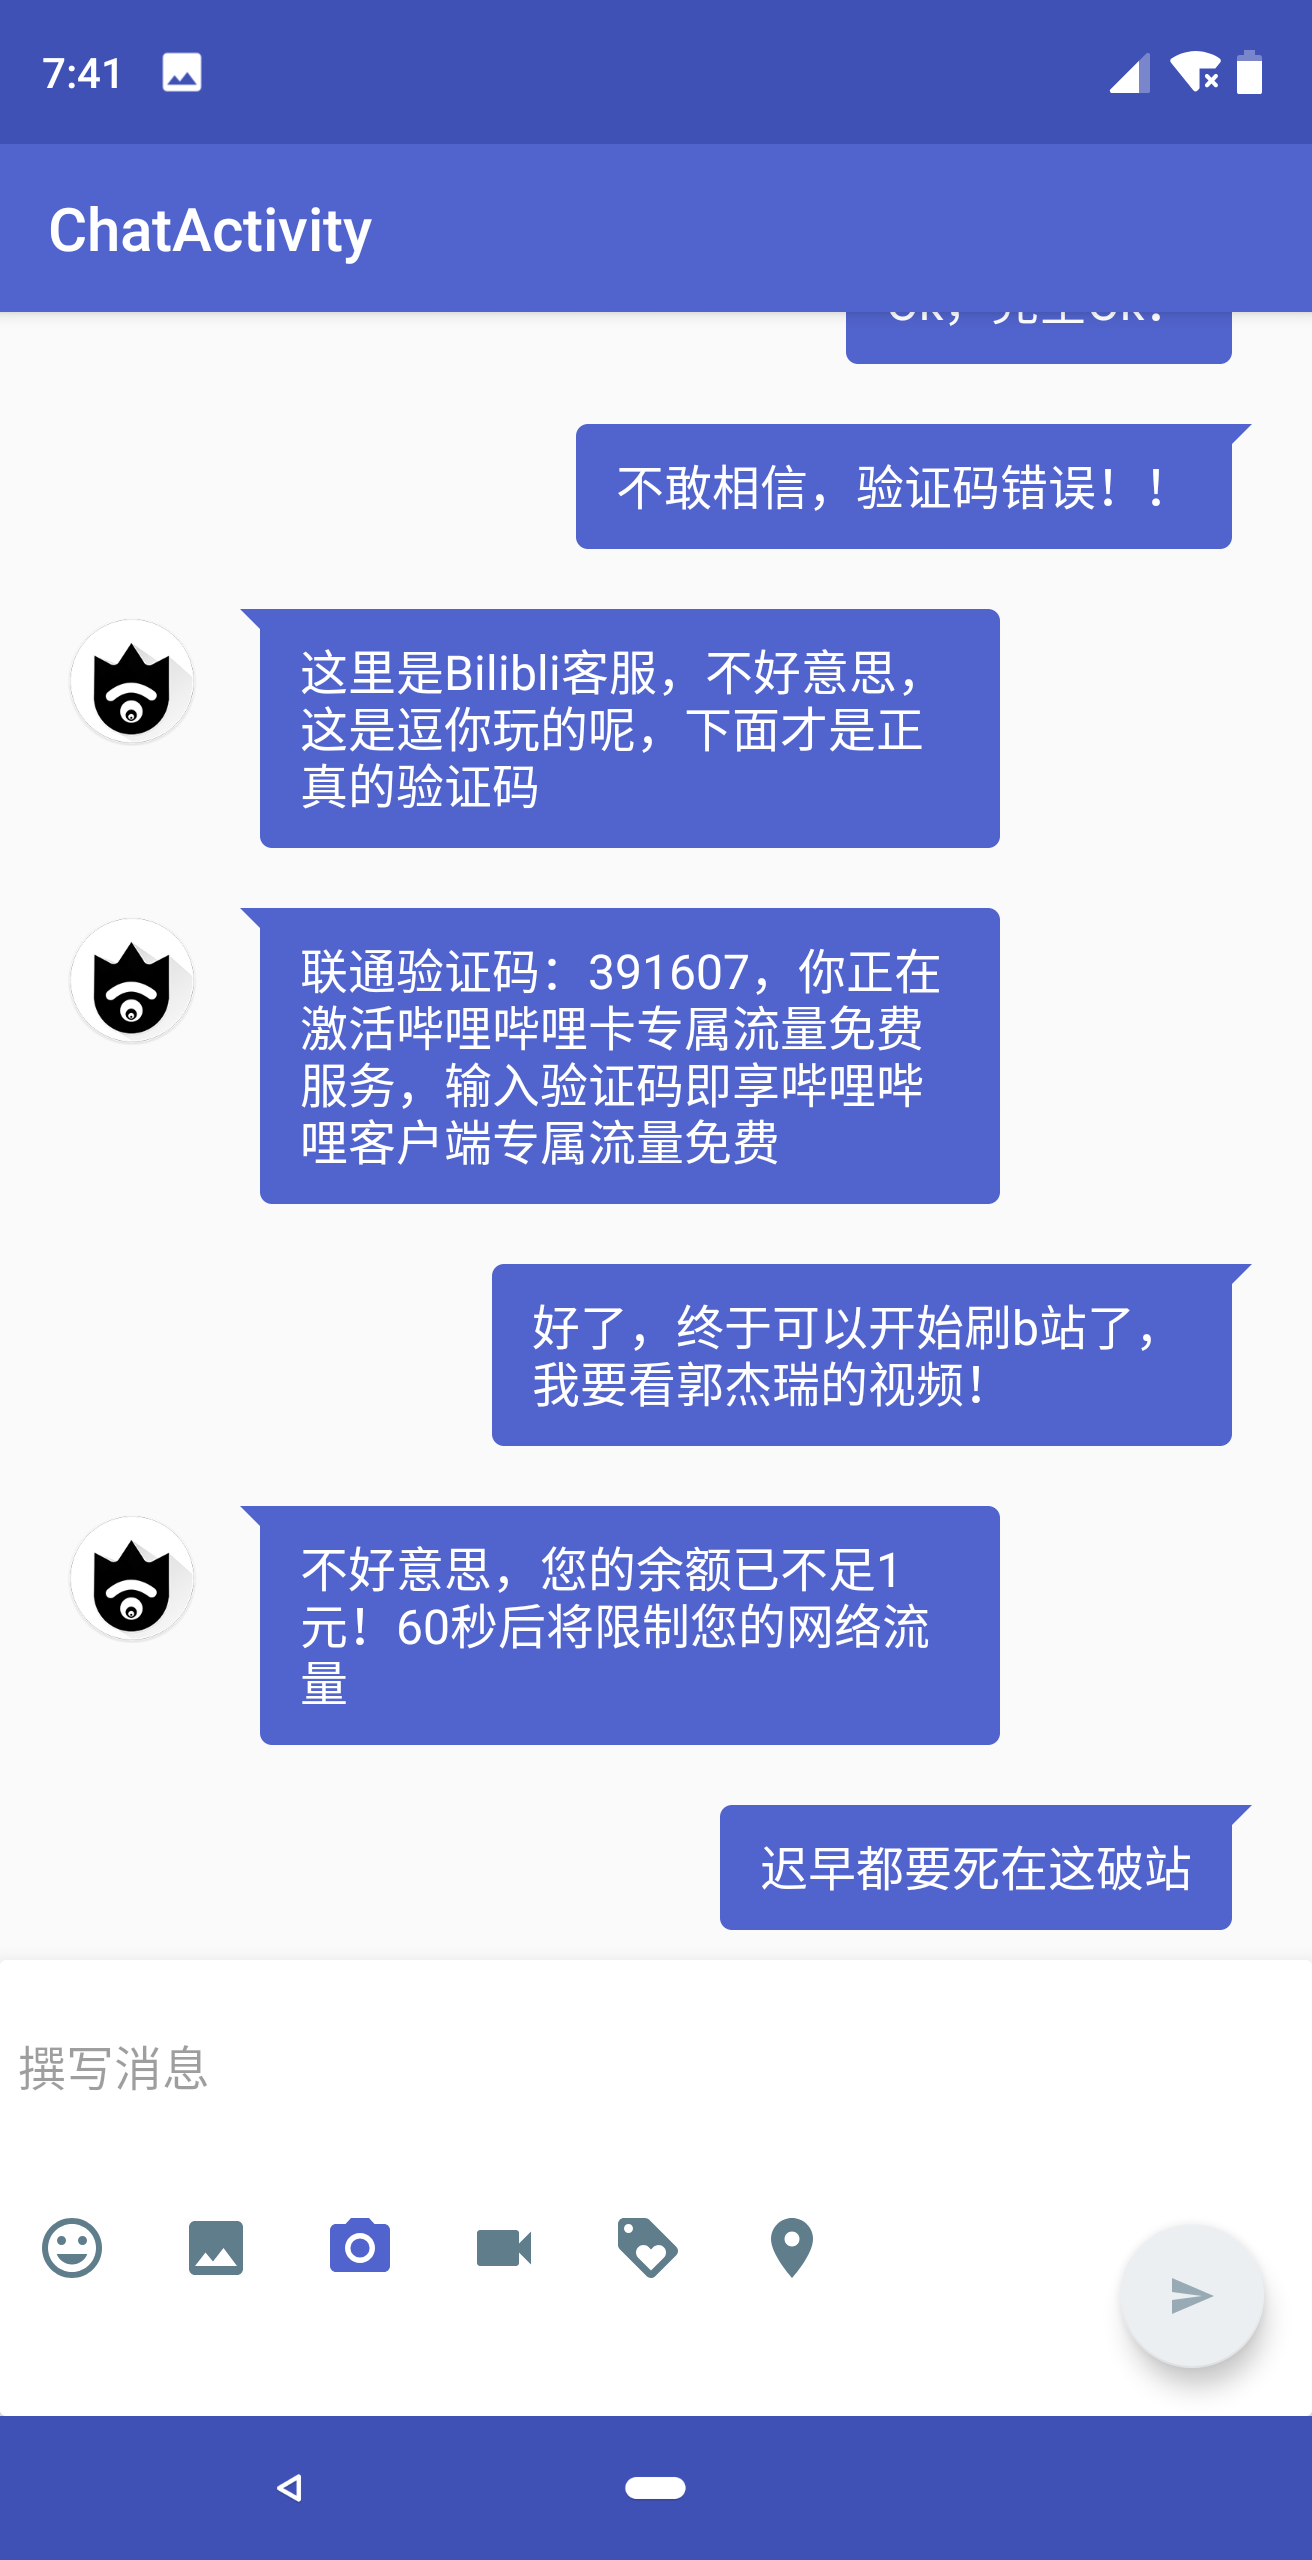 7:41
ChatActivity
不敢相信，验证码错误！！
这里是Bilibli客服，不好意思，
这是逗你玩的呢，下面才是正
真的验证码
联通验证码：391607，你正在
激活哔哩哔哩卡专属流量免费
服务，输入验证码即享哔哩哔
哩客户端专属流量免费
好了，终于可以开始刷b站了，
我要看郭杰瑞的视频！
不好意思，您的余额已不足1
元！60秒后将限制您的网络流
量
迟早都要死在这破站
撰写消息